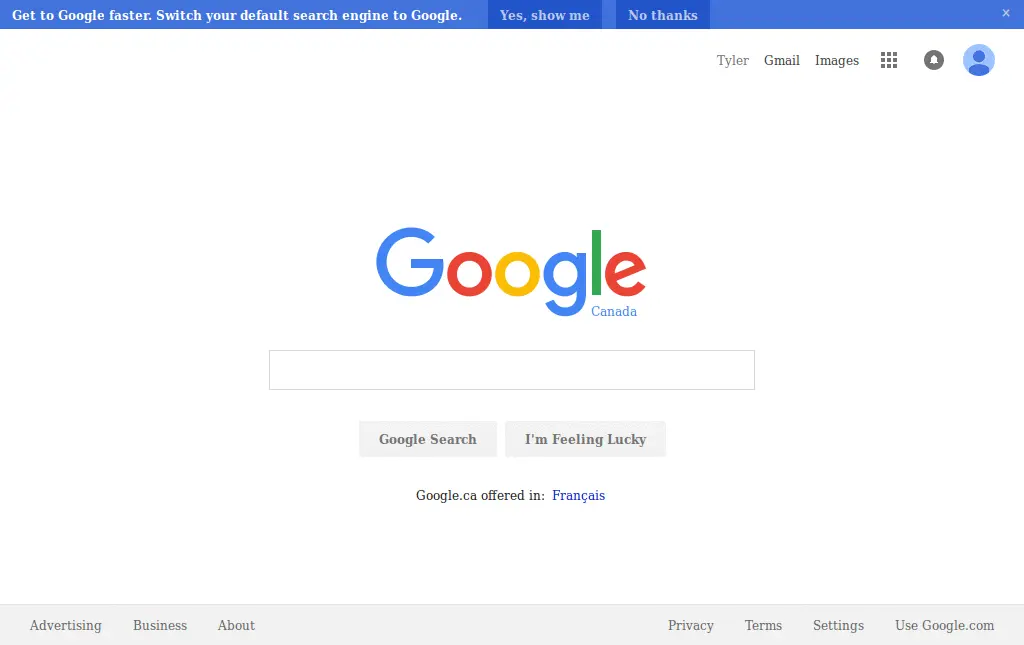 Get to Google faster. Switch your default search engine to Google. Yes, show me No thanks ×
Tyler Gmail Images
Google
Canada
Google Search I'm Feeling Lucky
Google.ca offered in: Français
Advertising Business About Privacy Terms Settings Use Google.com